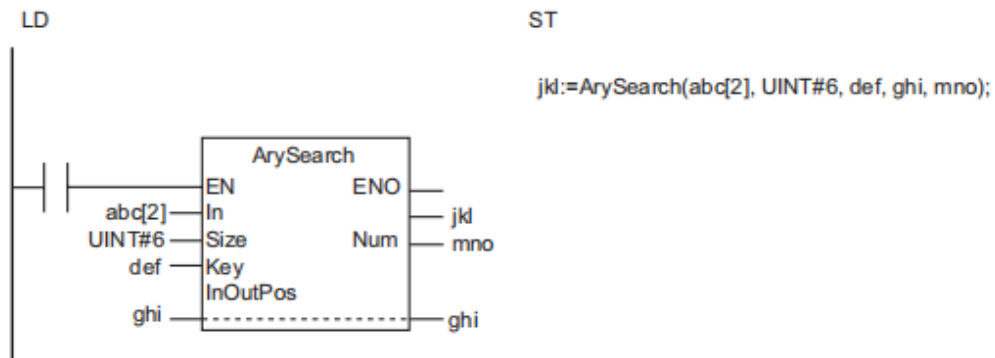 LD
ST
jkl:=ArySearch(abc[2], UINT#6, def, ghi, mno);
ArySearch
EN ENO
abc[2] In jkl
UINT#6 Size Num mno
def Key
InOutPos
ghi ghi